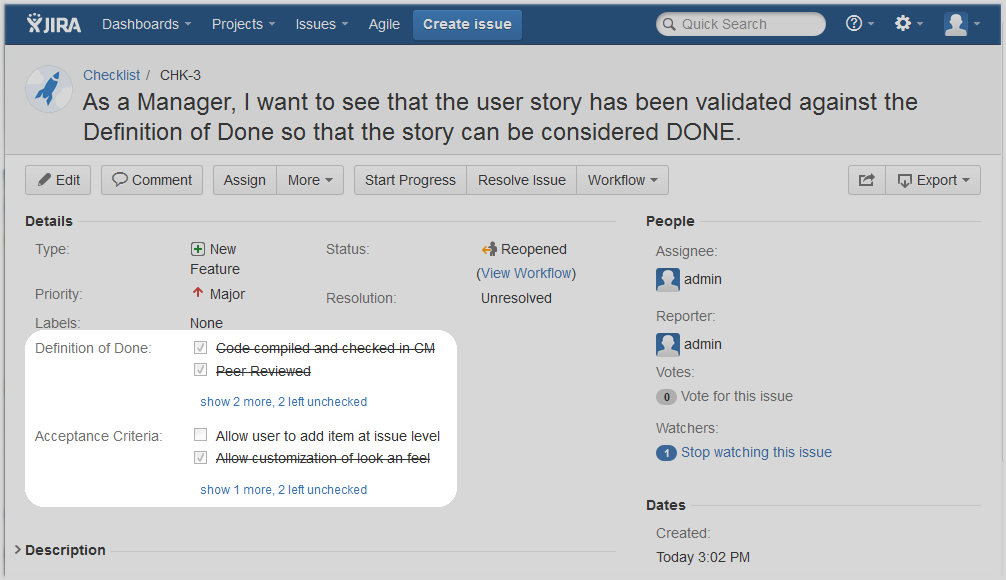 JIRA Dashboards Projects Issues Agile Create issue Quick Search
Checklist / CHK-3
As a Manager, I want to see that the user story has been validated against the
Definition of Done so that the story can be considered DONE.
Edit Comment Assign More Start Progress Resolve Issue Workflow Export
Details
Type: New
Feature
Status: Reopened
(View Workflow)
Priority: Major
Resolution: Unresolved
Labels: None
Definition of Done: Code compiled and checked in CM
Peer Reviewed
show 2 more, 2 left unchecked
Acceptance Criteria: Allow user to add item at issue level
Allow customization of look an feel
show 1 more, 2 left unchecked
Description
People
Assignee:
admin
Reporter:
admin
Votes:
0 Vote for this issue
Watchers:
1 Stop watching this issue
Dates
Created:
Today 3:02 PM